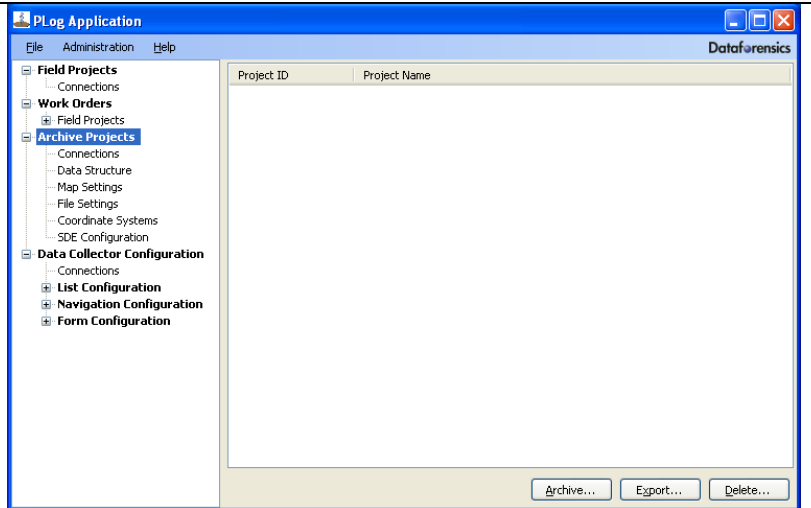 PLog Application
File Administration Help
Dataforensics
Field Projects
Connections
Work Orders
Field Projects
Archive Projects
Connections
Data Structure
Map Settings
File Settings
Coordinate Systems
SDE Configuration
Data Collector Configuration
Connections
List Configuration
Navigation Configuration
Form Configuration
Project ID Project Name
Archive... Export... Delete...